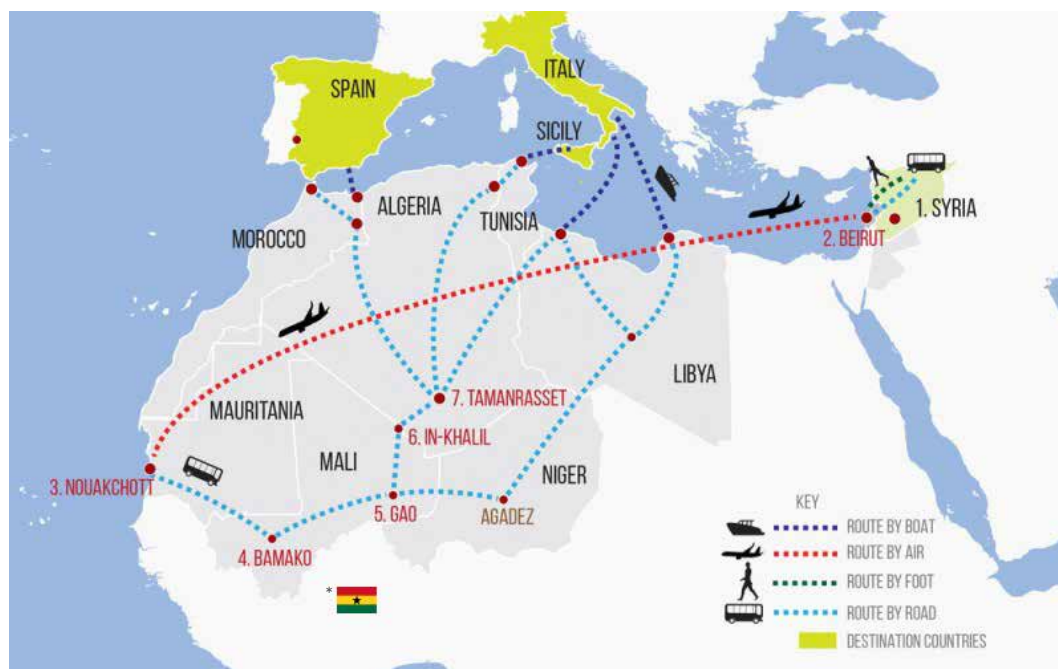 ITALY
SPAIN
SICILY
ALGERIA
TUNISIA
1. SYRIA
MOROCCO
2. BEIRUT
LIBYA
7. TAMANRASSET
MAURITANIA
6. IN-KHALIL
MALI
NIGER
3. NOUAKCHOTT
5. GAO
AGADEZ
4. BAMAKO
*
KEY
ROUTE BY BOAT
ROUTE BY AIR
ROUTE BY FOOT
ROUTE BY ROAD
DESTINATION COUNTRIES